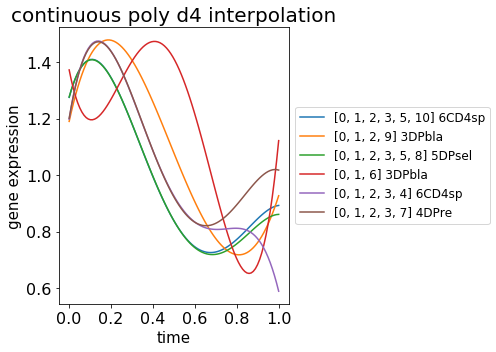 continuous poly d4 interpolation
gene expression
1.4
1.2
1.0
0.8
0.6
0.0 0.2 0.4 0.6 0.8 1.0
time
[0, 1, 2, 3, 5, 10] 6CD4sp
[0, 1, 2, 9] 3DPbla
[0, 1, 2, 3, 5, 8] 5DPsel
[0, 1, 6] 3DPbla
[0, 1, 2, 3, 4] 6CD4sp
[0, 1, 2, 3, 7] 4DPre